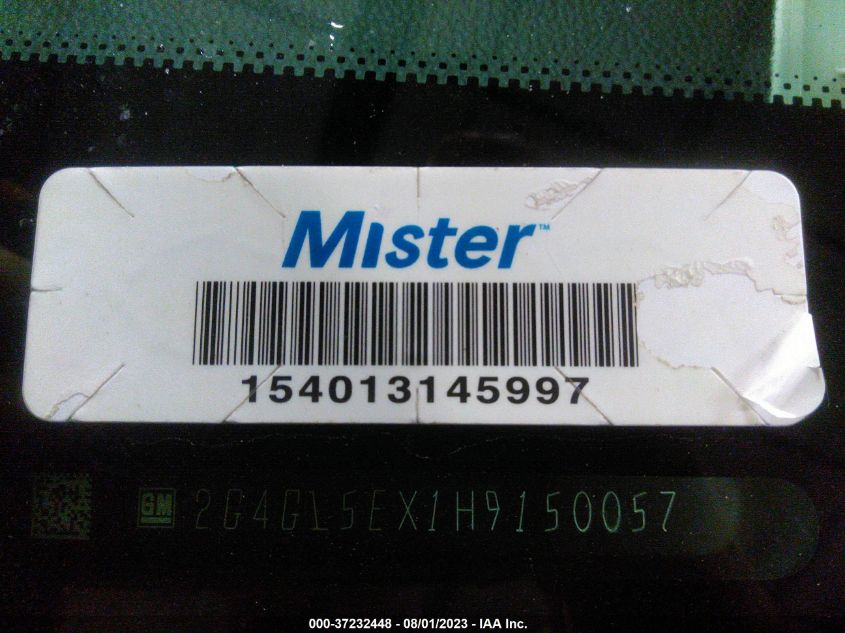 Mister™
154013145997
GM 2G4GL5EX1H9150057
000-37232448 - 08/01/2023 - IAA Inc.